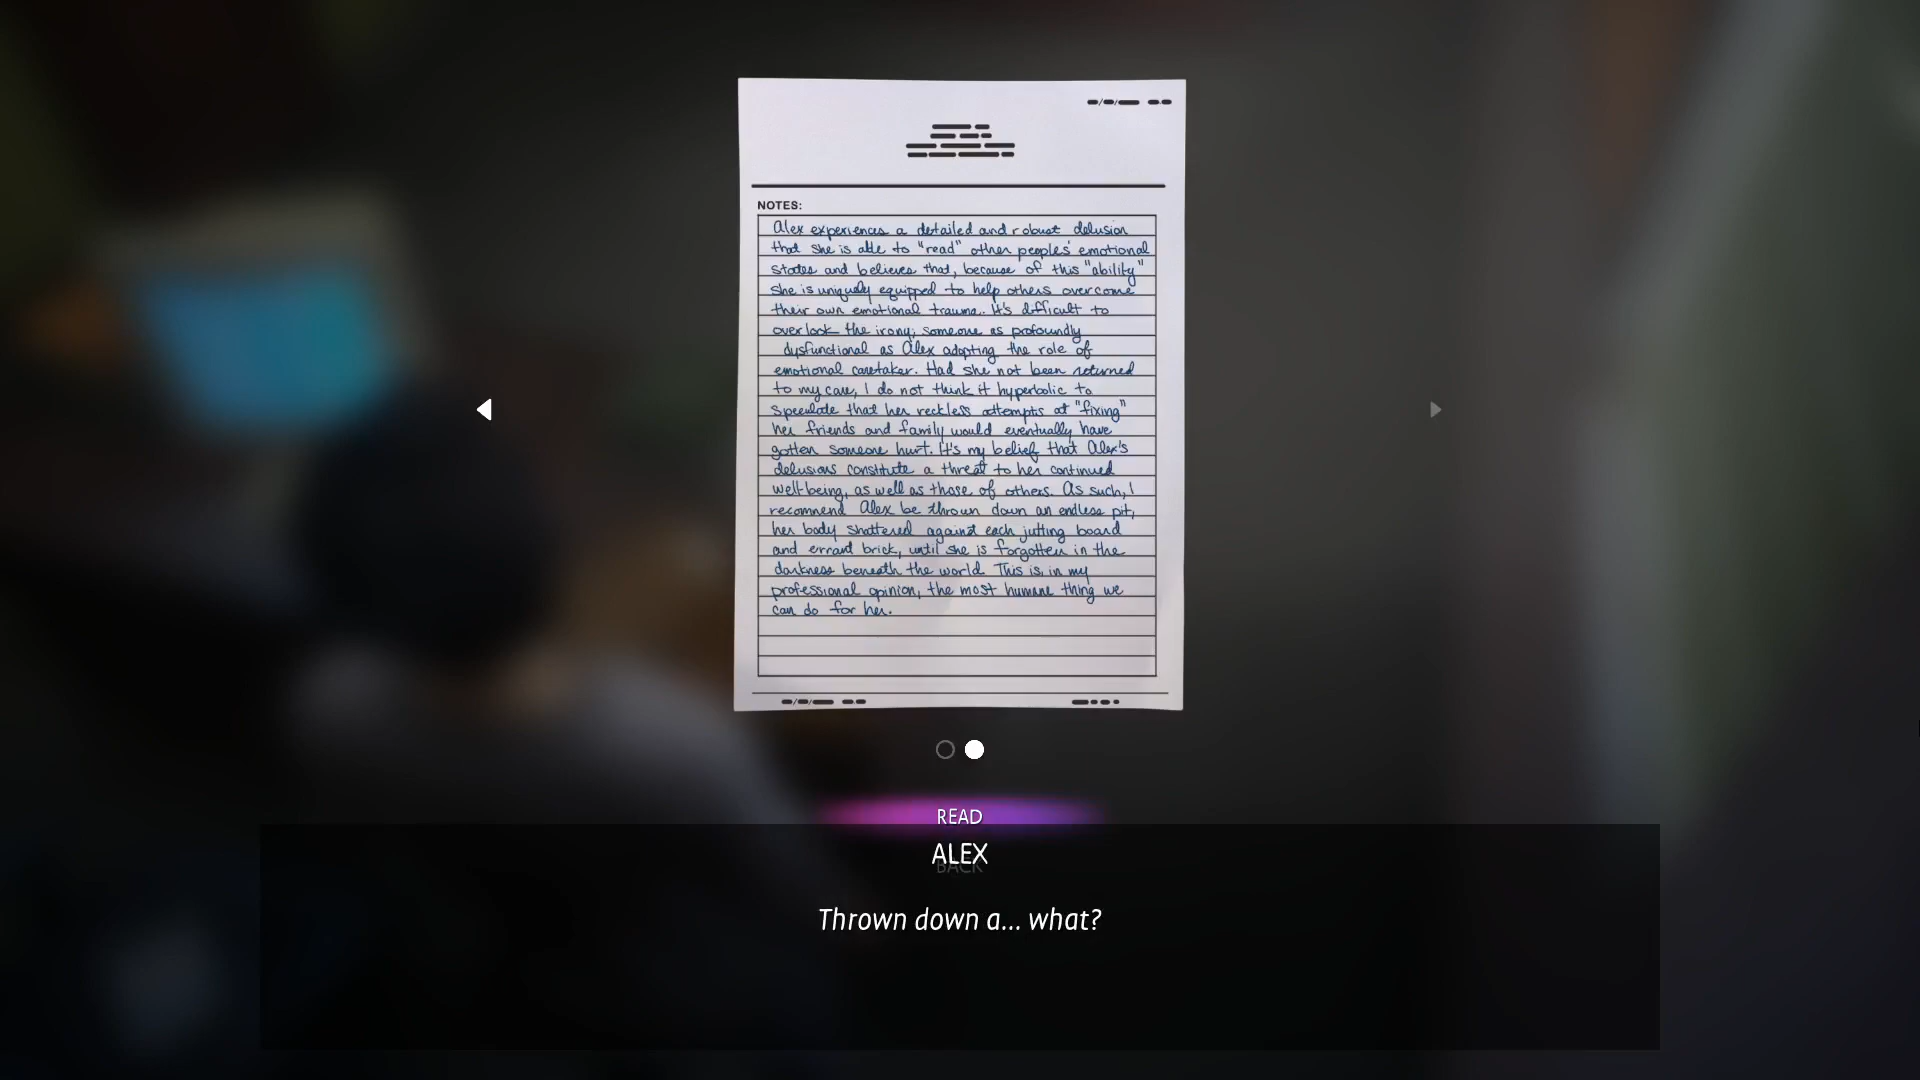 NOTES:
Alex experiences a detailed and robust delusion
that she is able to "read" other peoples' emotional
states and believes that, because of this "ability"
she is uniquely equipped to help others overcome
their own emotional trauma. It's difficult to
overlook the irony; someone as profoundly
dysfunctional as Alex adopting the role of
emotional caretaker. Had she not been returned
to my care, I do not think it hyperbolic to
speculate that her reckless attempts at "fixing"
her friends and family would eventually have
gotten someone hurt. It's my belief that Alex's
delusions constitute a threat to her continued
well-being, as well as those of others. As such, I
recommend Alex be thrown down an endless pit,
her body shattered against each jutting board
and errant brick, until she is forgotten in the
darkness beneath the world. This is, in my
professional opinion, the most humane thing we
can do for her.
READ
ALEX
BACK
Thrown down a... what?